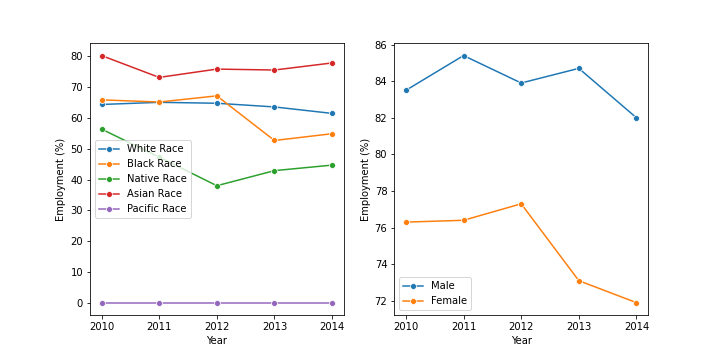 80
70
60
50
40
30
20
10
0
Employment (%)
White Race
Black Race
Native Race
Asian Race
Pacific Race
2010 2011 2012 2013 2014
Year
86
84
82
80
78
76
74
72
Employment (%)
Male
Female
2010 2011 2012 2013 2014
Year